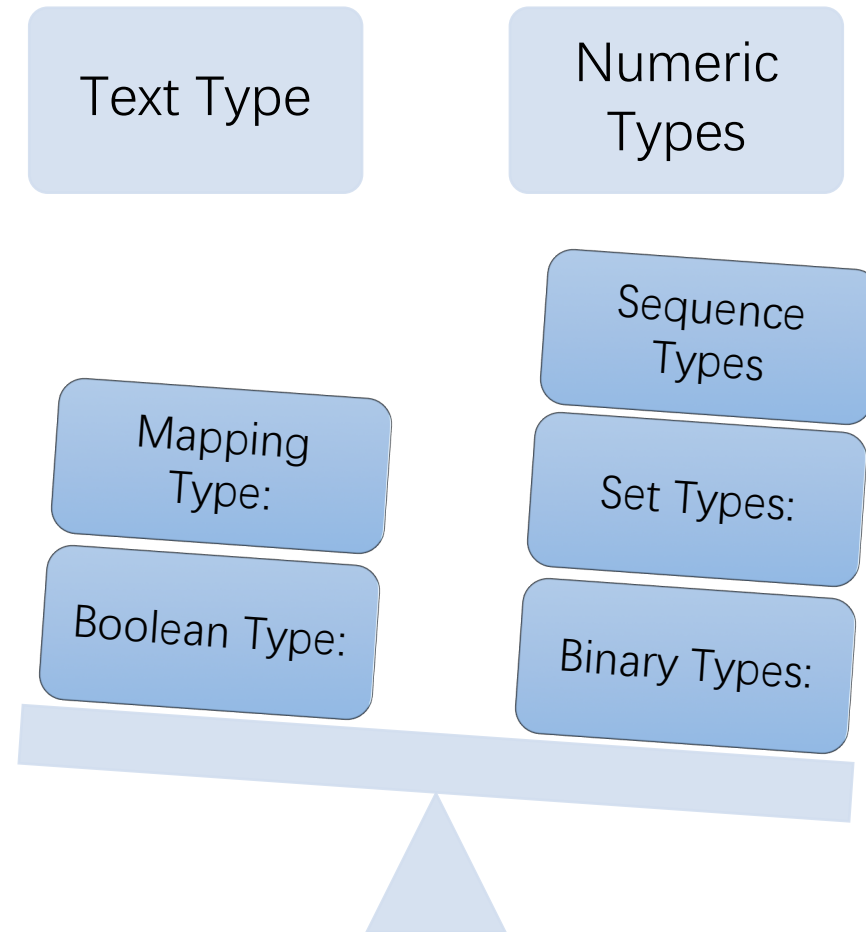 Text Type
Numeric
Types
Sequence
Types
Mapping
Type:
Set Types:
Boolean Type:
Binary Types: